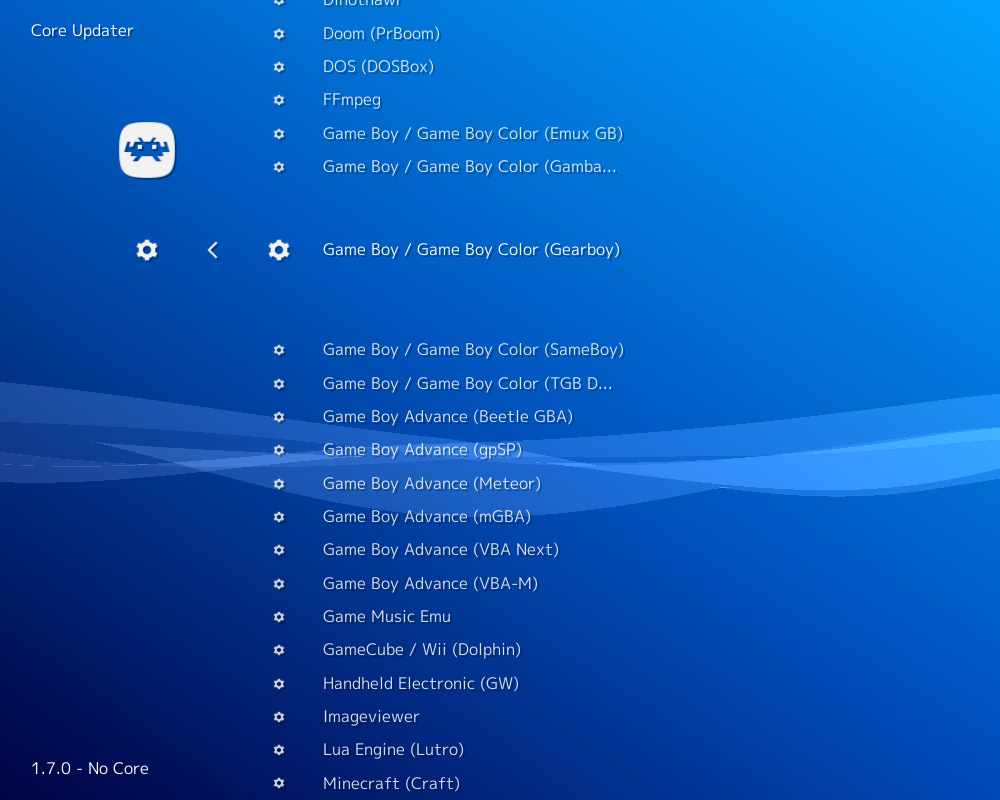 Dinothawr
Core Updater
Doom (PrBoom)
DOS (DOSBox)
FFmpeg
Game Boy / Game Boy Color (Emux GB)
Game Boy / Game Boy Color (Gamba...
Game Boy / Game Boy Color (Gearboy)
Game Boy / Game Boy Color (SameBoy)
Game Boy / Game Boy Color (TGB D...
Game Boy Advance (Beetle GBA)
Game Boy Advance (gpSP)
Game Boy Advance (Meteor)
Game Boy Advance (mGBA)
Game Boy Advance (VBA Next)
Game Boy Advance (VBA-M)
Game Music Emu
GameCube / Wii (Dolphin)
Handheld Electronic (GW)
Imageviewer
Lua Engine (Lutro)
Minecraft (Craft)
1.7.0 - No Core